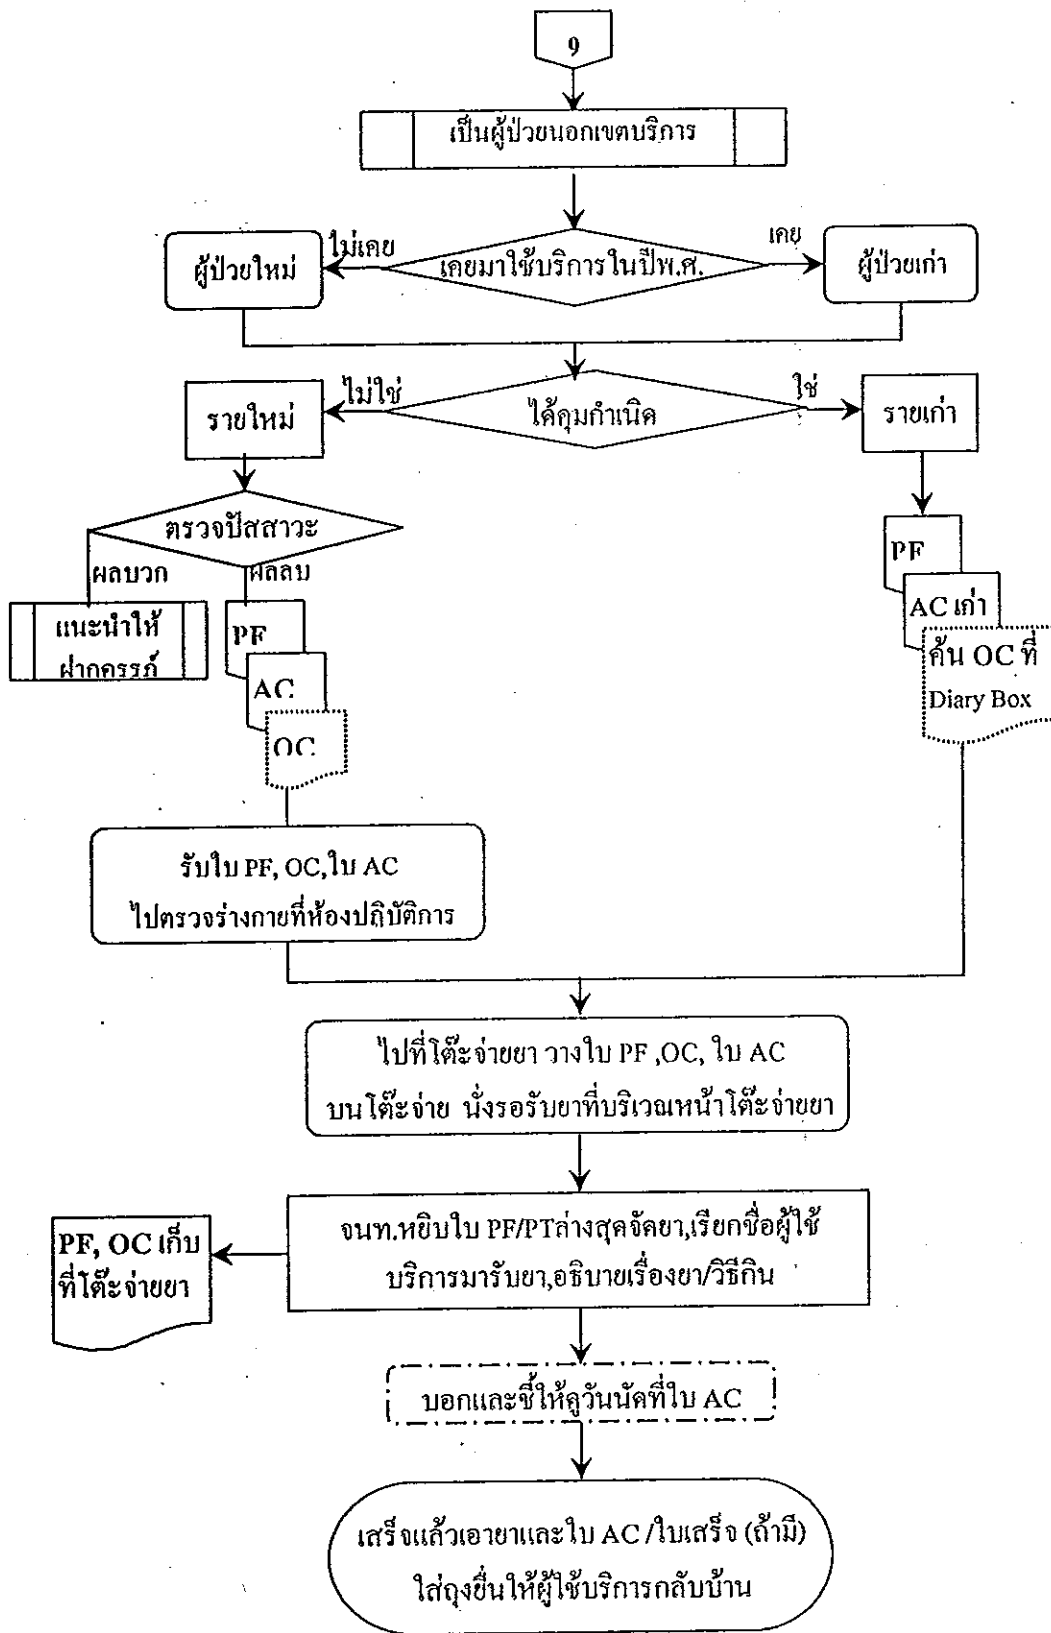 9
เป็นผู้ป่วยนอกเขตบริการ
ไม่เคย
เคย
ผู้ป่วยใหม่
เคยมาใช้บริการในปีพ.ศ.
ผู้ป่วยเก่า
ไม่ใช่
ใช่
รายใหม่
ได้คุมกำเนิด
รายเก่า
ตรวจปัสสาวะ
ผลบวก
ผลลบ
PF
AC เก่า
ค้น OC ที่
Diary Box
แนะนำให้
ฝากครรภ์
PF
AC
OC
รับใบ PF, OC,ใบ AC
ไปตรวจร่างกายที่ห้องปฏิบัติการ
ไปที่โต๊ะจ่ายยา วางใบ PF ,OC, ใบ AC
บนโต๊ะจ่าย นั่งรอรับยาที่บริเวณหน้าโต๊ะจ่ายยา
PF, OC เก็บ
ที่โต๊ะจ่ายยา
จนท.หยิบใบ PF/PTล่างสุดจัดยา,เรียกชื่อผู้ใช้
บริการมารับยา,อธิบายเรื่องยา/วิธีกิน
บอกและชี้ให้ดูวันนัดที่ใบ AC
เสร็จแล้วเอายาและใบ AC /ใบเสร็จ (ถ้ามี)
ใส่ถุงยื่นให้ผู้ใช้บริการกลับบ้าน